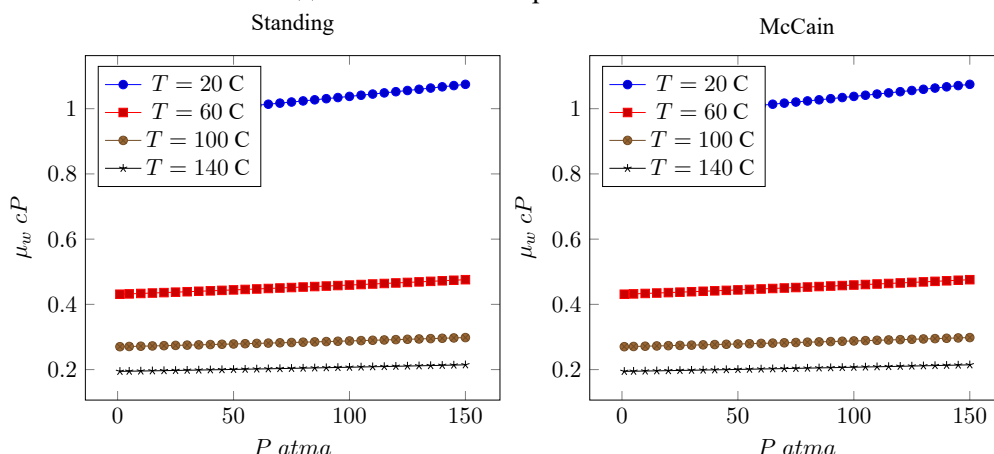 Standing
McCain
T = 20 C
T = 60 C
T = 100 C
T = 140 C
1
0.8
0.6
0.4
0.2
μw cP
0
50
100
150
P atma
T = 20 C
T = 60 C
T = 100 C
T = 140 C
1
0.8
0.6
0.4
0.2
μw cP
0
50
100
150
P atma